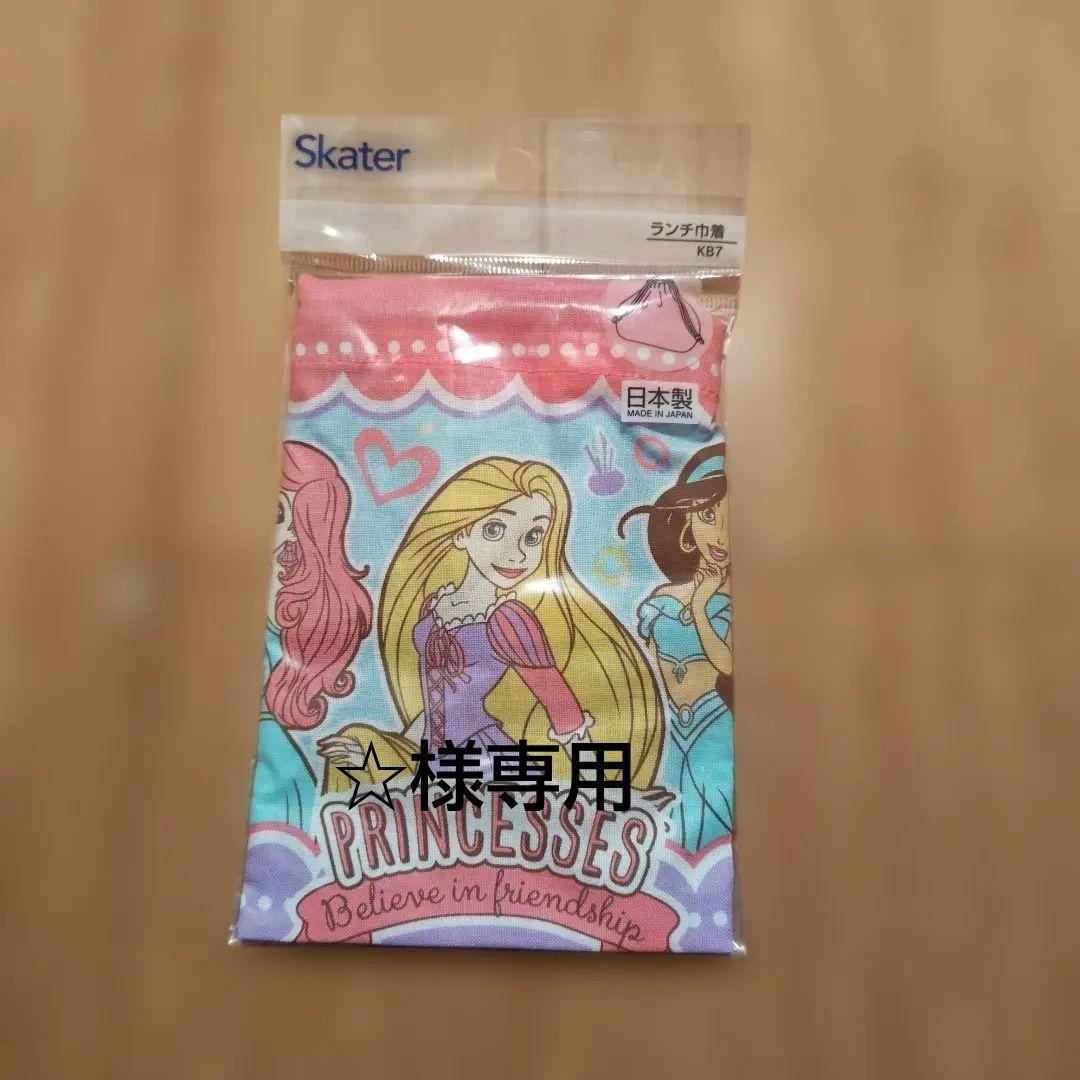 Skater
ランチ巾着
KB7
日本製
MADE IN JAPAN
☆様専用
PRINCESSES
Believe in friendship